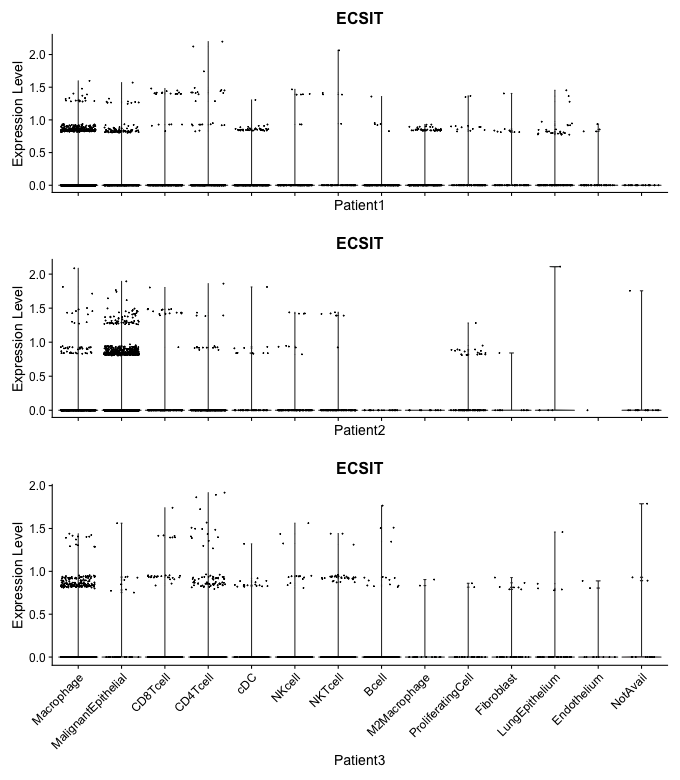 ECSIT
Expression Level
2.0
1.5
1.0
0.5
0.0
Patient1
ECSIT
Expression Level
2.0
1.5
1.0
0.5
0.0
Patient2
ECSIT
Expression Level
2.0
1.5
1.0
0.5
0.0
Macrophage
MalignantEpithelial
CD8Tcell
CD4Tcell
cDC
NKcell
NKTcell
Bcell
M2Macrophage
ProliferatingCell
Fibroblast
LungEpithelium
Endothelium
NotAvail
Patient3